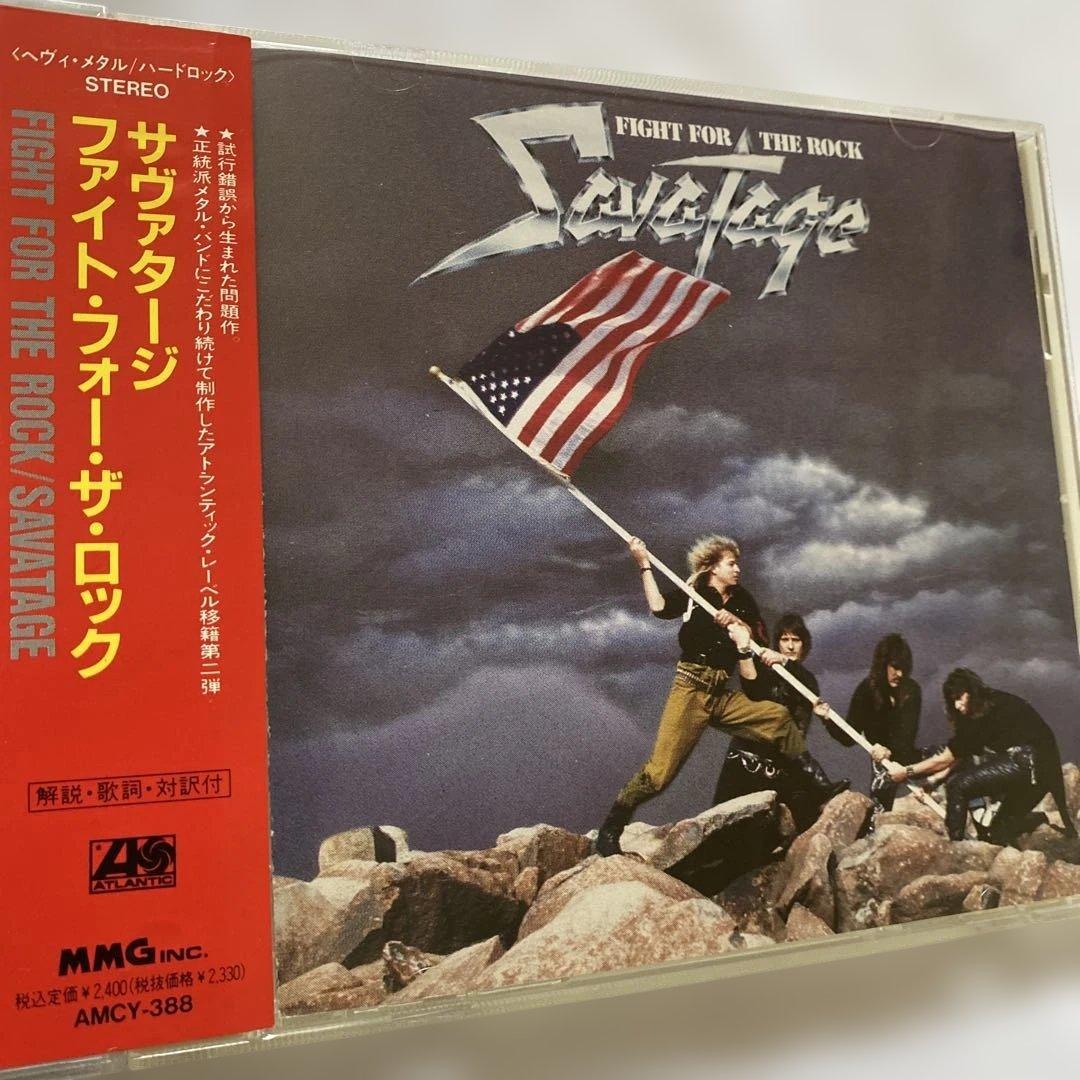 〈ヘヴィ・メタル/ハードロック〉
STEREO
★試行錯誤から生まれた問題作。
★正統派メタル・バンドにこだわり続けて制作したアトランティック・レーベル移籍第二弾。
サヴァタージ
ファイト・フォー・ザ・ロック
FIGHT FOR THE ROCK/SAVATAGE
解説・歌詞・対訳付
ATLANTIC
MMG INC.
税込定価¥2,400(税抜価格¥2,330)
AMCY-388
FIGHT FOR THE ROCK
Savatage